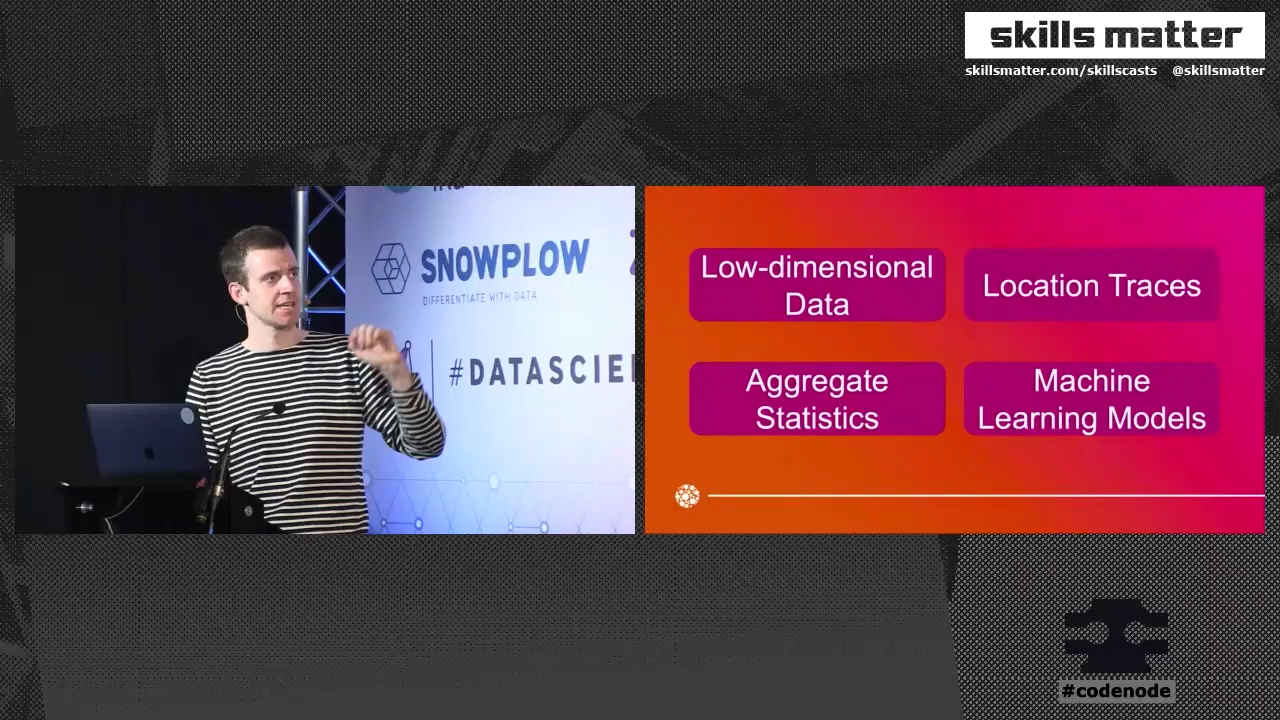 skills matter
skillsmatter.com/skillscasts @skillsmatter
SNOWPLOW
DIFFERENTIATE WITH DATA
#DATASCIE
Low-dimensional
Data
Location Traces
Aggregate
Statistics
Machine
Learning Models
#codenode